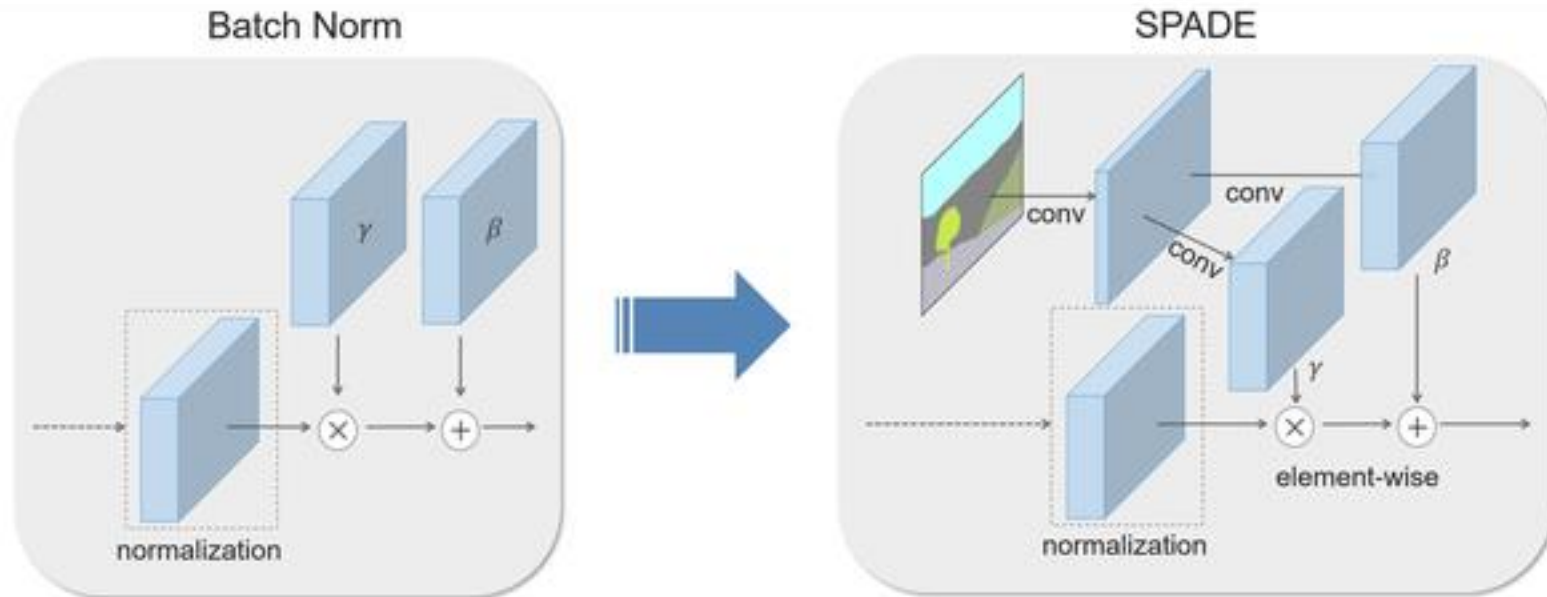 Batch Norm
γ
β
normalization
SPADE
conv
conv
conv
β
γ
element-wise
normalization